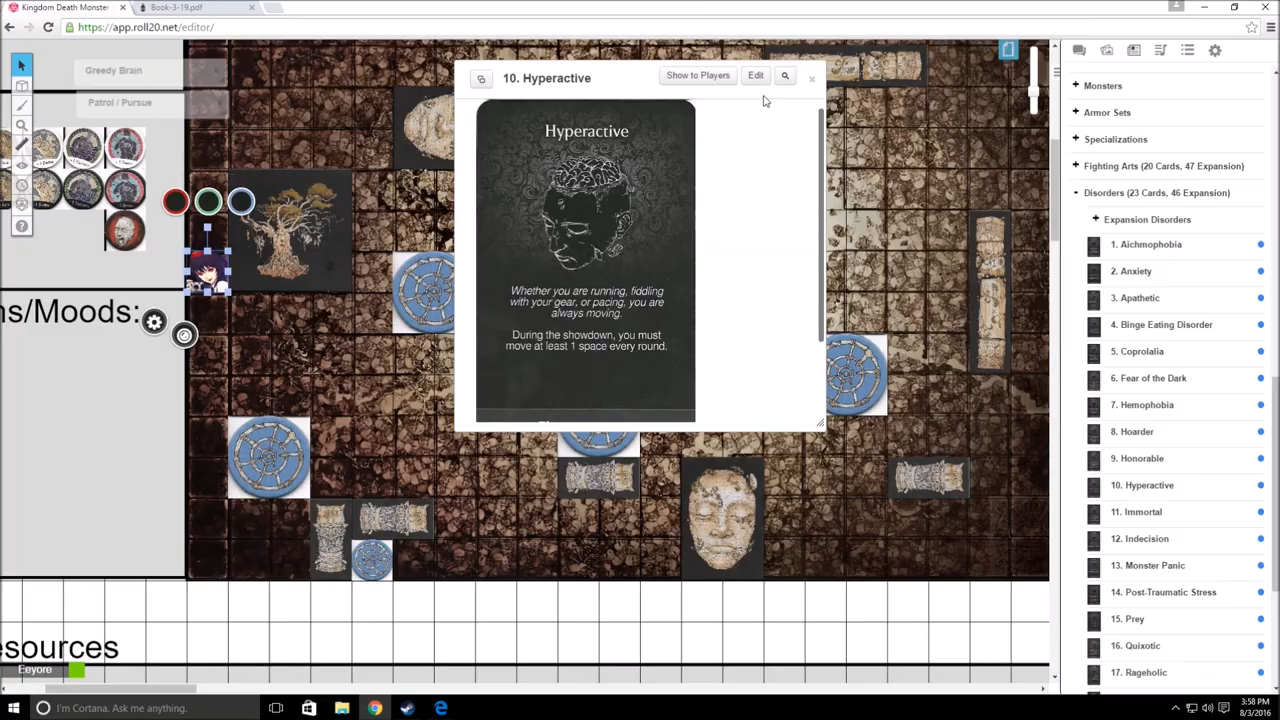 Kingdom Death Monster
Book-3-19.pdf
https://app.roll20.net/editor/
Greedy Brain
Patrol / Pursue
ns/Moods:
esources
Eeyore
10. Hyperactive
Show to Players
Edit
Hyperactive
Whether you are running, fiddling
with your gear, or pacing, you are
always moving.
During the showdown, you must
move at least 1 space every round.
Monsters
Armor Sets
Specializations
Fighting Arts (20 Cards, 47 Expansion)
Disorders (23 Cards, 46 Expansion)
Expansion Disorders
1. Aichmophobia
2. Anxiety
3. Apathetic
4. Binge Eating Disorder
5. Coprolalia
6. Fear of the Dark
7. Hemophobia
8. Hoarder
9. Honorable
10. Hyperactive
11. Immortal
12. Indecision
13. Monster Panic
14. Post-Traumatic Stress
15. Prey
16. Quixotic
17. Rageholic
I'm Cortana. Ask me anything.
3:58 PM
8/3/2016